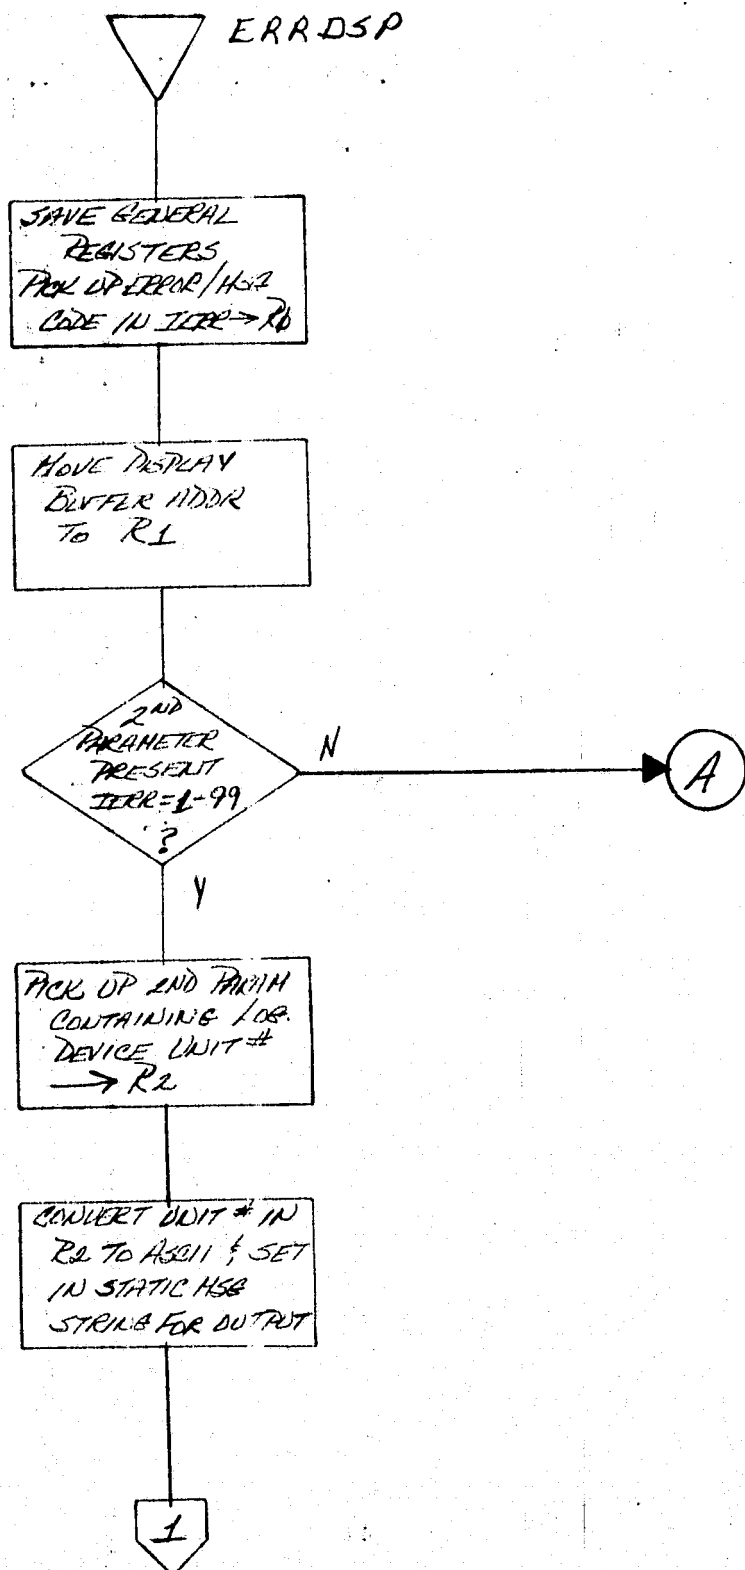 ERRDSP
SAVE GENERAL
REGISTERS
PICK UP ERROR/MSG
CODE IN IERR → R0
MOVE DISPLAY
BUFFER ADDR
TO R1
2ND
PARAMETER
PRESENT
IERR=1-99
?
N
A
Y
PICK UP 2ND PARAM
CONTAINING LOG.
DEVICE UNIT #
→ R2
CONVERT UNIT # IN
R2 TO ASCII & SET
IN STATIC MSG
STRING FOR OUTPUT
1